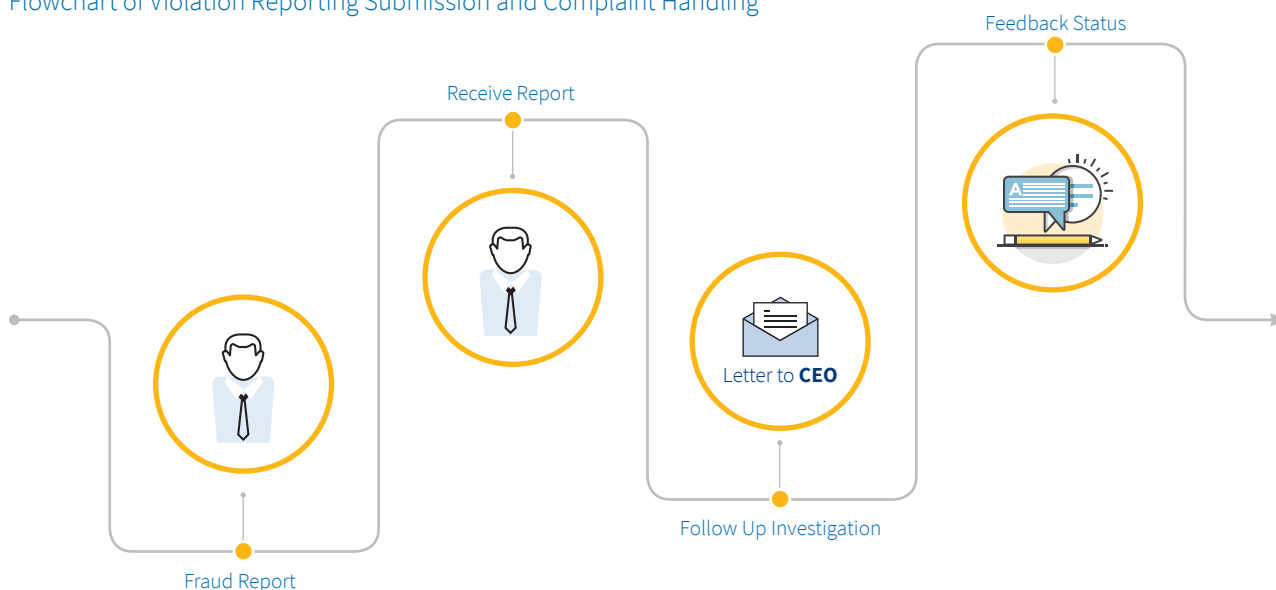 Flowchart of Violation Reporting Submission and Complaint Handling
Feedback Status
Receive Report
A
Letter to CEO
Follow Up Investigation
Fraud Report